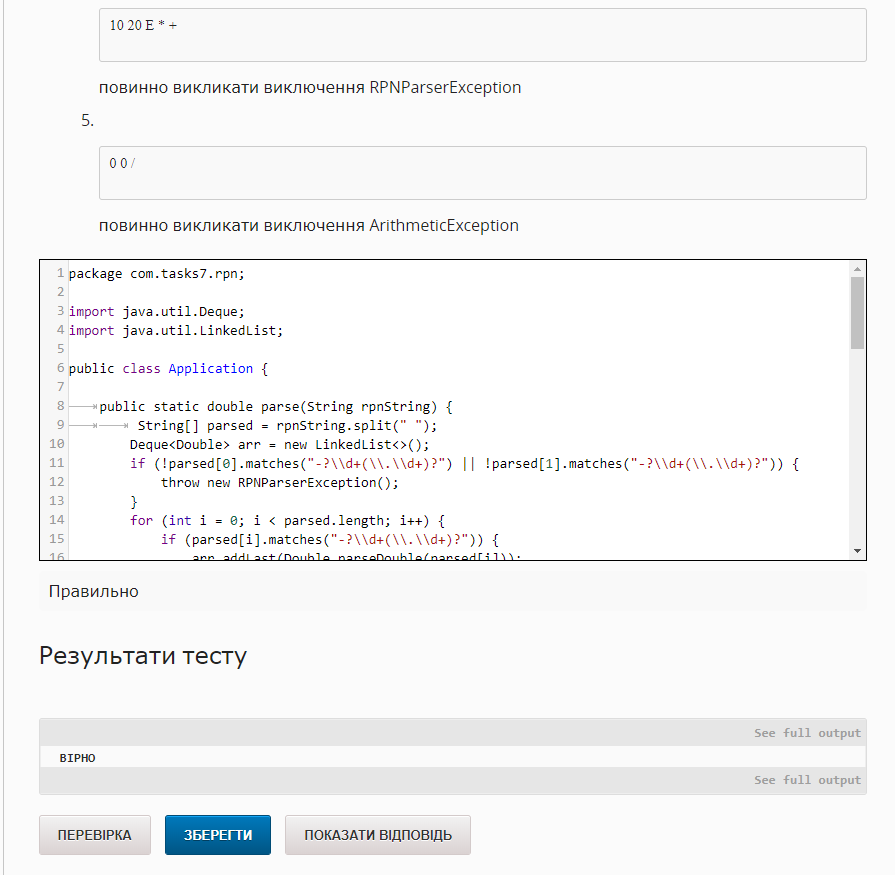 10 20 E * +
повинно викликати виключення RPNParserException
5.
0 0 /
повинно викликати виключення ArithmeticException
1 package com.tasks7.rpn;
2
3 import java.util.Deque;
4 import java.util.LinkedList;
5
6 public class Application {
7
8 public static double parse(String rpnString) {
9 String[] parsed = rpnString.split(" ");
10 Deque<Double> arr = new LinkedList<>();
11 if (!parsed[0].matches("-?\\d+(\\.\\d+)?") || !parsed[1].matches("-?\\d+(\\.\\d+)?")) {
12 throw new RPNParserException();
13 }
14 for (int i = 0; i < parsed.length; i++) {
15 if (parsed[i].matches("-?\\d+(\\.\\d+)?")) {
16 arr.addLast(Double.parseDouble(parsed[i]));
Правильно
Результати тесту
See full output
ВІРНО
See full output
ПЕРЕВІРКА ЗБЕРЕГТИ ПОКАЗАТИ ВІДПОВІДЬ